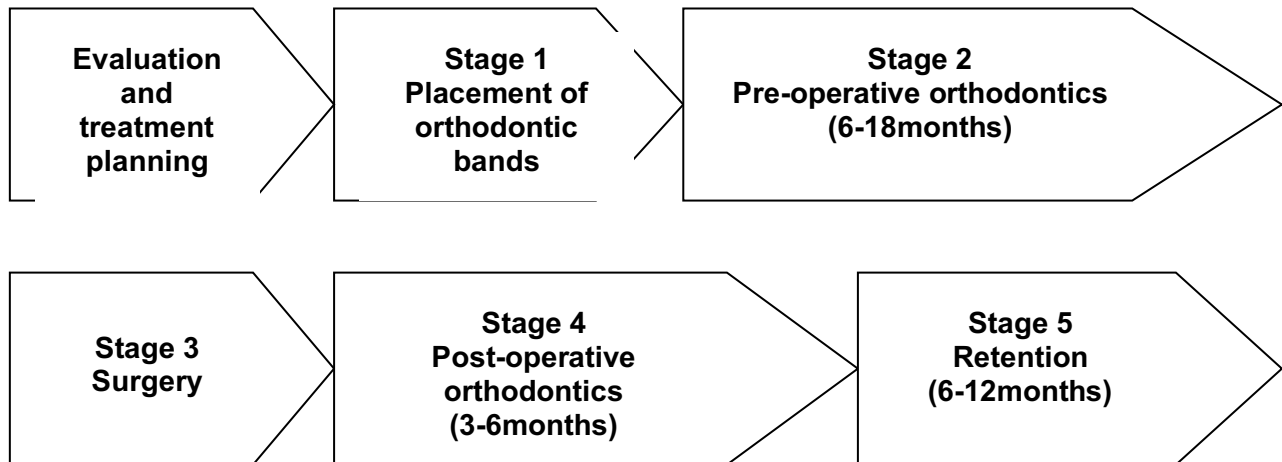 Evaluation
and
treatment
planning
Stage 1
Placement of
orthodontic
bands
Stage 2
Pre-operative orthodontics
(6-18months)
Stage 3
Surgery
Stage 4
Post-operative
orthodontics
(3-6months)
Stage 5
Retention
(6-12months)